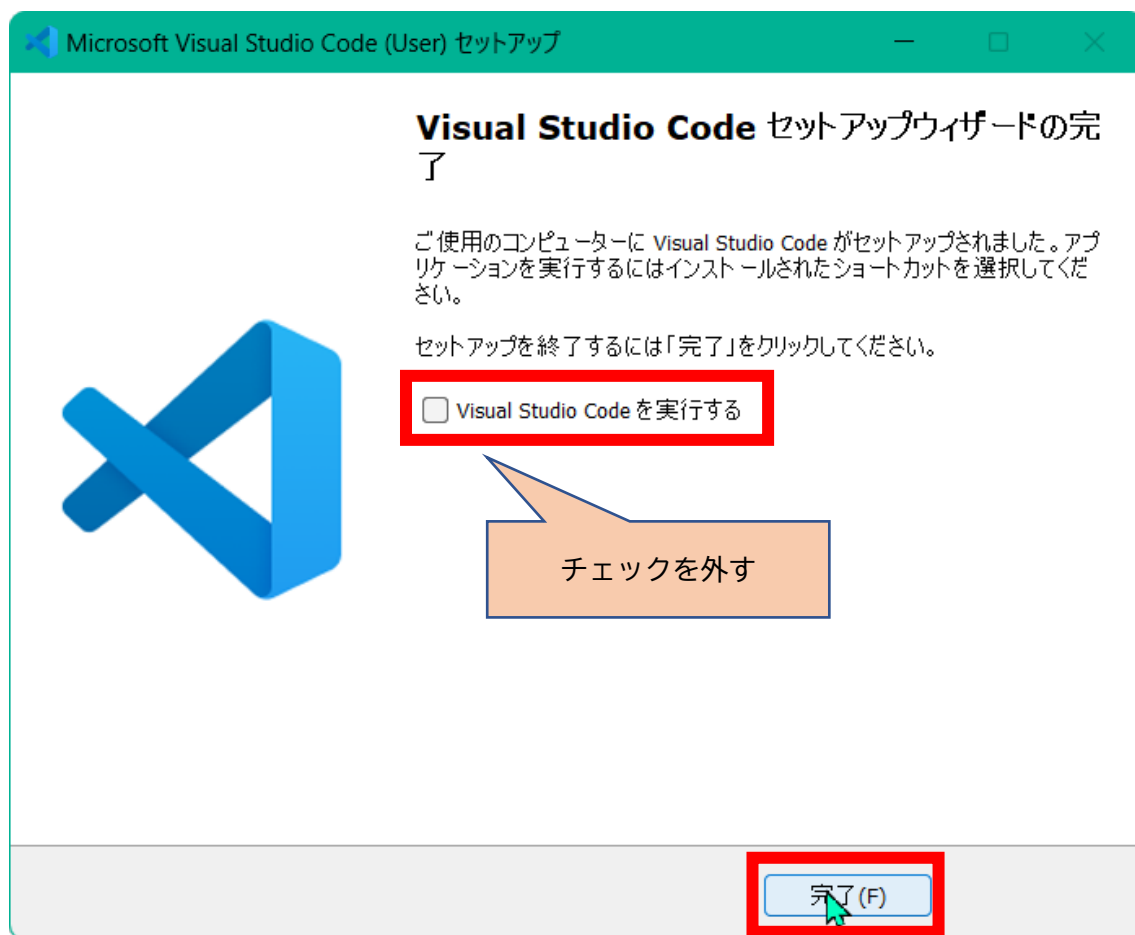 Microsoft Visual Studio Code (User) セットアップ
Visual Studio Code セットアップウィザードの完
了
ご使用のコンピューターに Visual Studio Code がセットアップされました。アプ
リケーションを実行するにはインストールされたショートカットを選択してくだ
さい。
セットアップを終了するには「完了」をクリックしてください。
Visual Studio Code を実行する
チェックを外す
完了(F)